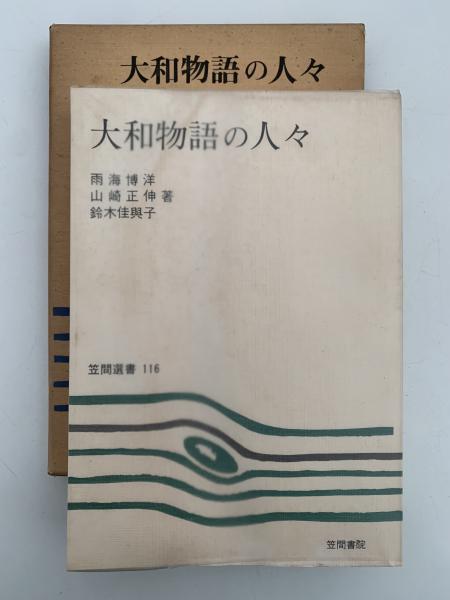 大和物語の人々
大和物語の人々
雨海博洋
山崎正伸著
鈴木佳與子
笠間選書 116
笠間書院